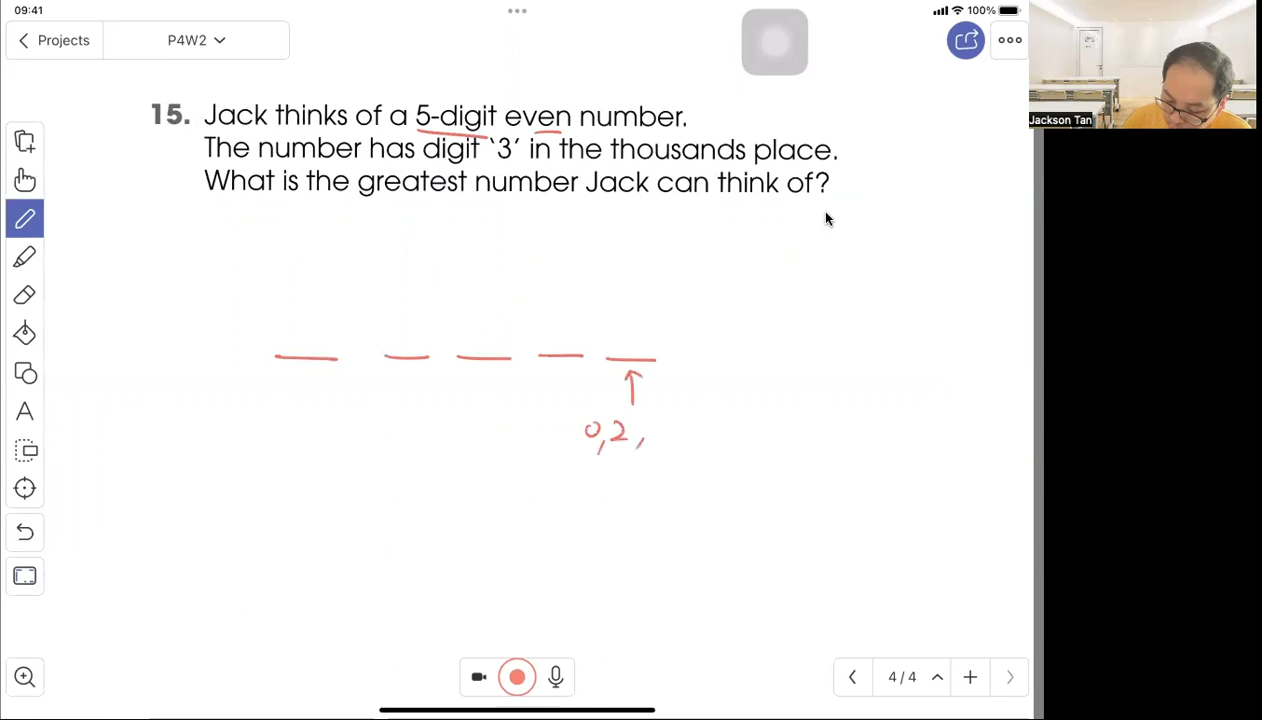 09:41
100%
Projects
P4W2
Jackson Tan
15. Jack thinks of a 5-digit even number.
The number has digit ‘3’ in the thousands place.
What is the greatest number Jack can think of?
0,2,
A
4/4